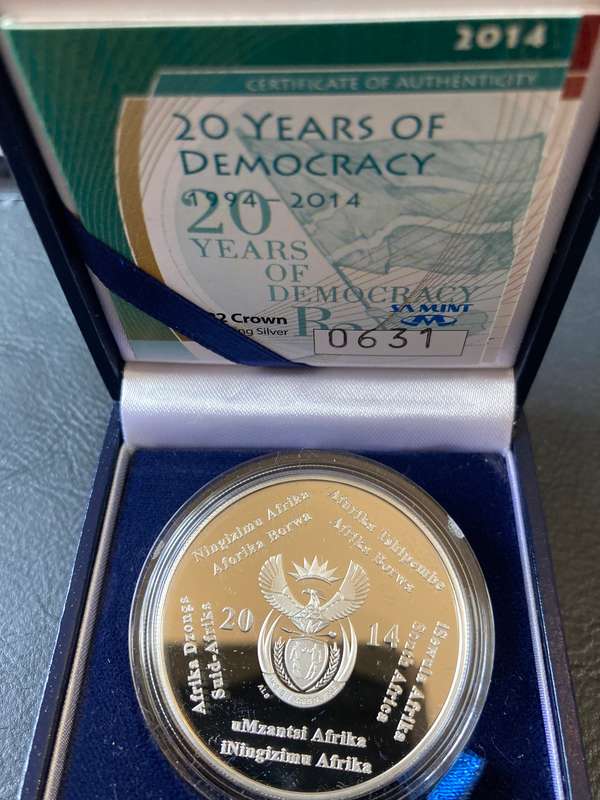 2014
CERTIFICATE OF AUTHENTICITY
20 YEARS OF
DEMOCRACY
1994–2014
20
YEARS
OF
DEMOCRACY
Crown
Silver
SA MINT
0631
Ningizimu Afrika
Aforika Borwa
Afurika Tshipembe
Afrika Borwa
Afrika Dzonga
Suid-Afrika
20 14
iSewula Afrika
South Africa
uMzantsi Afrika
iNingizimu Afrika